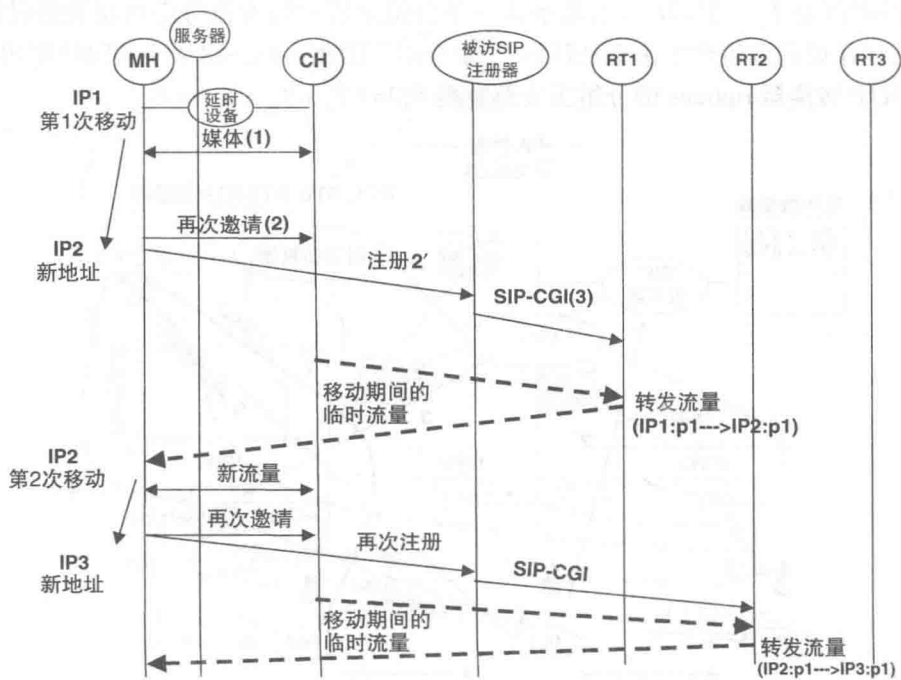 服务器
MH
CH
被访SIP
注册器
RT1
RT2
RT3
IP1
第1次移动
延时
设备
媒体(1)
再次邀请(2)
IP2
新地址
注册2′
SIP-CGI(3)
移动期间的
临时流量
转发流量
(IP1:p1--->IP2:p1)
IP2
第2次移动
新流量
再次邀请
IP3
新地址
再次注册
SIP-CGI
移动期间的
临时流量
转发流量
(IP2:p1--->IP3:p1)